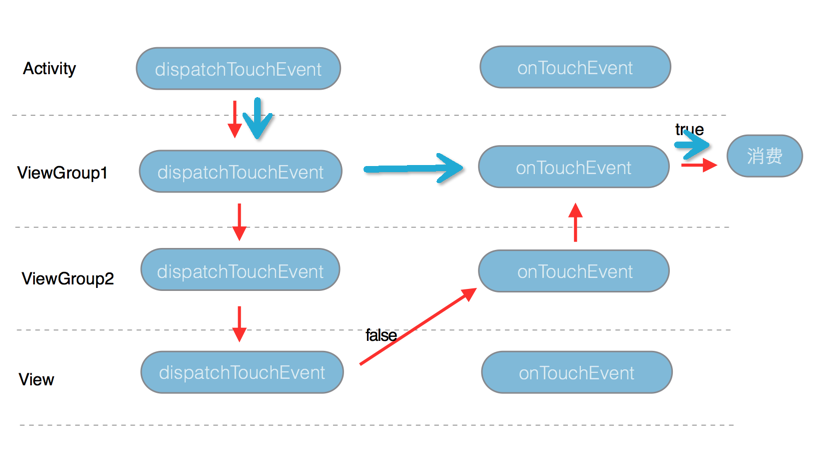 Activity
dispatchTouchEvent
onTouchEvent
true
ViewGroup1
dispatchTouchEvent
onTouchEvent
消费
ViewGroup2
dispatchTouchEvent
onTouchEvent
false
View
dispatchTouchEvent
onTouchEvent